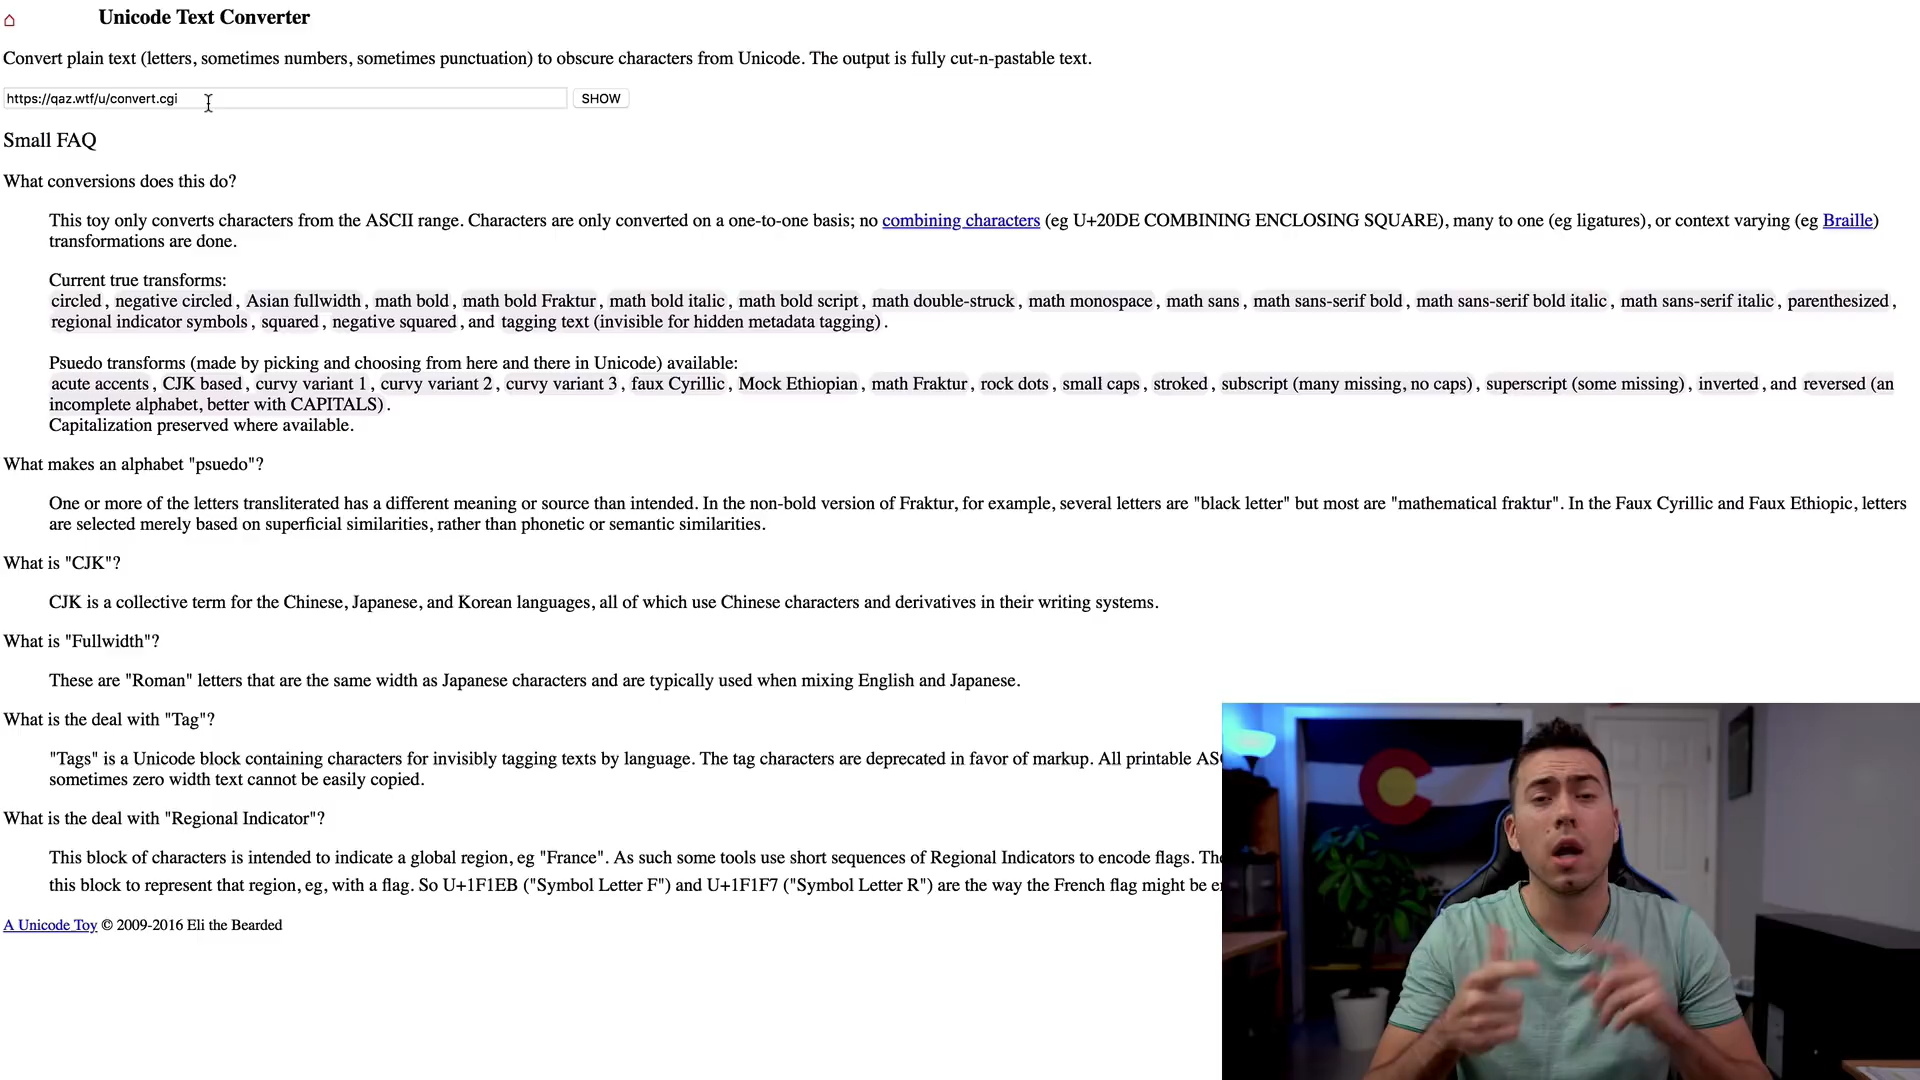 Unicode Text Converter
Convert plain text (letters, sometimes numbers, sometimes punctuation) to obscure characters from Unicode. The output is fully cut-n-pastable text.
https://qaz.wtf/u/convert.cgi SHOW
Small FAQ
What conversions does this do?
This toy only converts characters from the ASCII range. Characters are only converted on a one-to-one basis; no combining characters (eg U+20DE COMBINING ENCLOSING SQUARE), many to one (eg ligatures), or context varying (eg Braille)
transformations are done.
Current true transforms:
circled, negative circled, Asian fullwidth, math bold, math bold Fraktur, math bold italic, math bold script, math double-struck, math monospace, math sans, math sans-serif bold, math sans-serif bold italic, math sans-serif italic, parenthesized,
regional indicator symbols, squared, negative squared, and tagging text (invisible for hidden metadata tagging).
Psuedo transforms (made by picking and choosing from here and there in Unicode) available:
acute accents, CJK based, curvy variant 1, curvy variant 2, curvy variant 3, faux Cyrillic, Mock Ethiopian, math Fraktur, rock dots, small caps, stroked, subscript (many missing, no caps), superscript (some missing), inverted, and reversed (an
incomplete alphabet, better with CAPITALS).
Capitalization preserved where available.
What makes an alphabet "psuedo"?
One or more of the letters transliterated has a different meaning or source than intended. In the non-bold version of Fraktur, for example, several letters are "black letter" but most are "mathematical fraktur". In the Faux Cyrillic and Faux Ethiopic, letters
are selected merely based on superficial similarities, rather than phonetic or semantic similarities.
What is "CJK"?
CJK is a collective term for the Chinese, Japanese, and Korean languages, all of which use Chinese characters and derivatives in their writing systems.
What is "Fullwidth"?
These are "Roman" letters that are the same width as Japanese characters and are typically used when mixing English and Japanese.
What is the deal with "Tag"?
"Tags" is a Unicode block containing characters for invisibly tagging texts by language. The tag characters are deprecated in favor of markup. All printable
sometimes zero width text cannot be easily copied.
What is the deal with "Regional Indicator"?
This block of characters is intended to indicate a global region, eg "France". As such some tools use short sequences of Regional Indicators to encode flags.
this block to represent that region, eg, with a flag. So U+1F1EB ("Symbol Letter F") and U+1F1F7 ("Symbol Letter R") are the way the French flag might be
A Unicode Toy © 2009-2016 Eli the Bearded